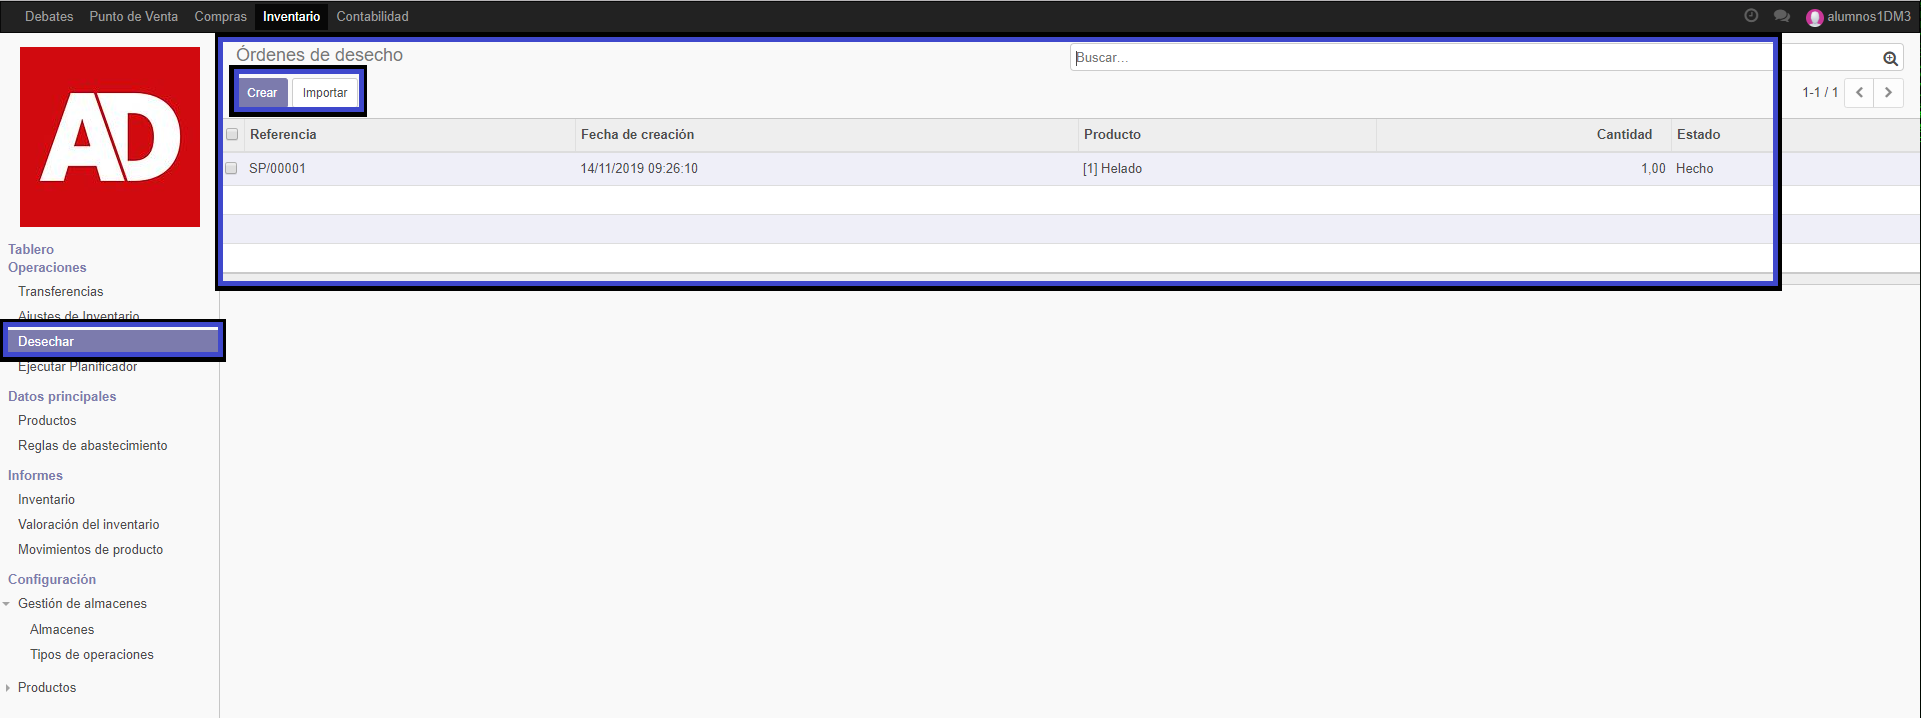 Debates Punto de Venta Compras Inventario Contabilidad alumnos1DM3
AD
Órdenes de desecho
Buscar...
Crear Importar
1-1 / 1
Referencia Fecha de creación Producto Cantidad Estado
SP/00001 14/11/2019 09:26:10 [1] Helado 1,00 Hecho
Tablero
Operaciones
Transferencias
Ajustes de Inventario
Desechar
Ejecutar Planificador
Datos principales
Productos
Reglas de abastecimiento
Informes
Inventario
Valoración del inventario
Movimientos de producto
Configuración
Gestión de almacenes
Almacenes
Tipos de operaciones
Productos